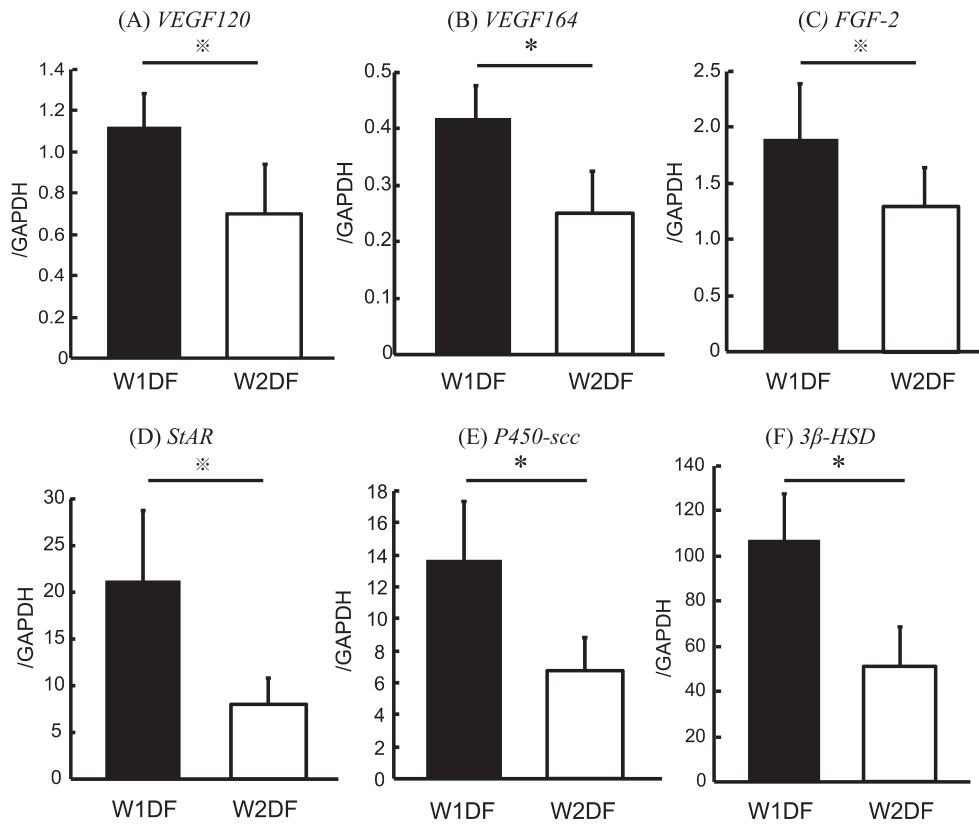 (A) VEGF120
※
1.4
1.2
1.0
0.8
0.6
0.4
0.2
0
/GAPDH
W1DF W2DF
(B) VEGF164
*
0.5
0.4
0.3
0.2
0.1
0
/GAPDH
W1DF W2DF
(C) FGF-2
※
2.5
2.0
1.5
1.0
0.5
0
/GAPDH
W1DF W2DF
(D) StAR
※
30
25
20
15
10
5
0
/GAPDH
W1DF W2DF
(E) P450-scc
*
18
16
14
12
10
8
6
4
2
0
/GAPDH
W1DF W2DF
(F) 3β-HSD
*
140
120
100
80
60
40
20
0
/GAPDH
W1DF W2DF